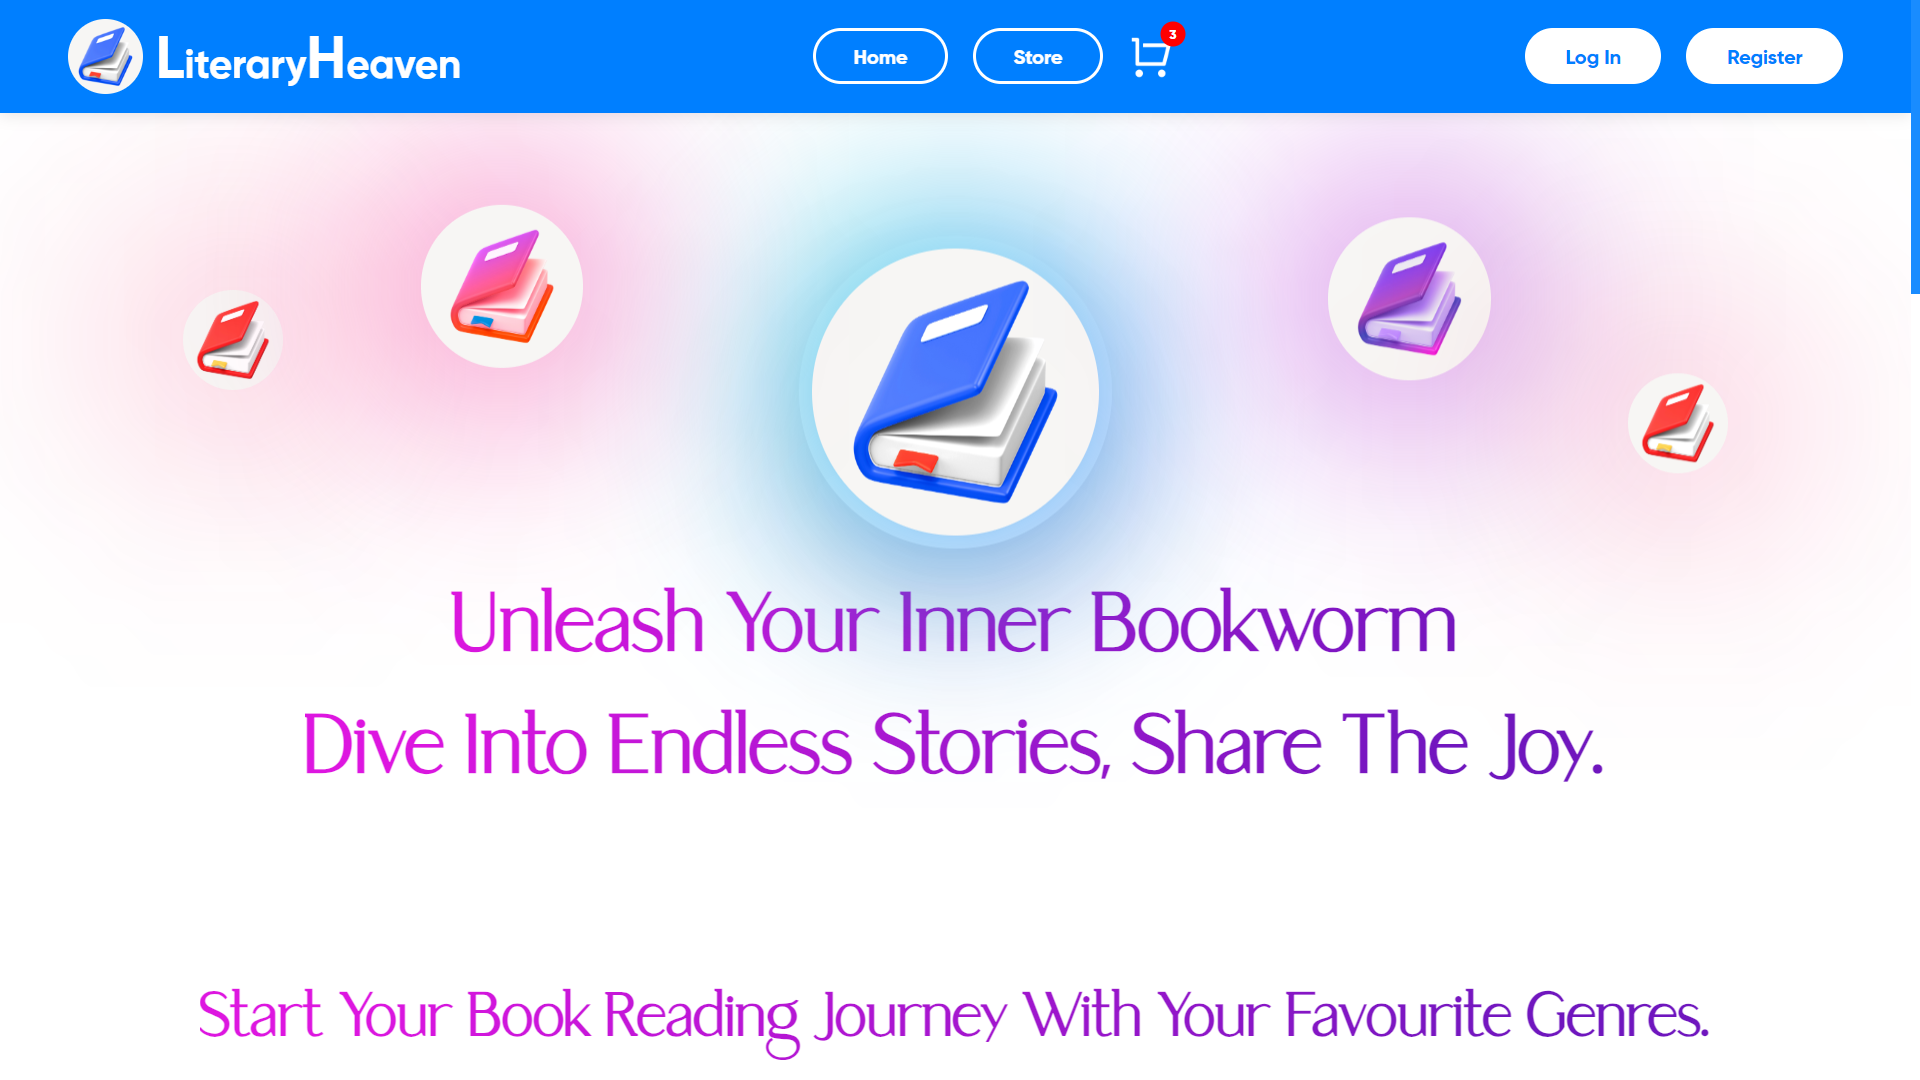 LiteraryHeaven
Home
Store
3
Log In
Register
Unleash Your Inner Bookworm
Dive Into Endless Stories, Share The Joy.
Start Your Book Reading Journey With Your Favourite Genres.